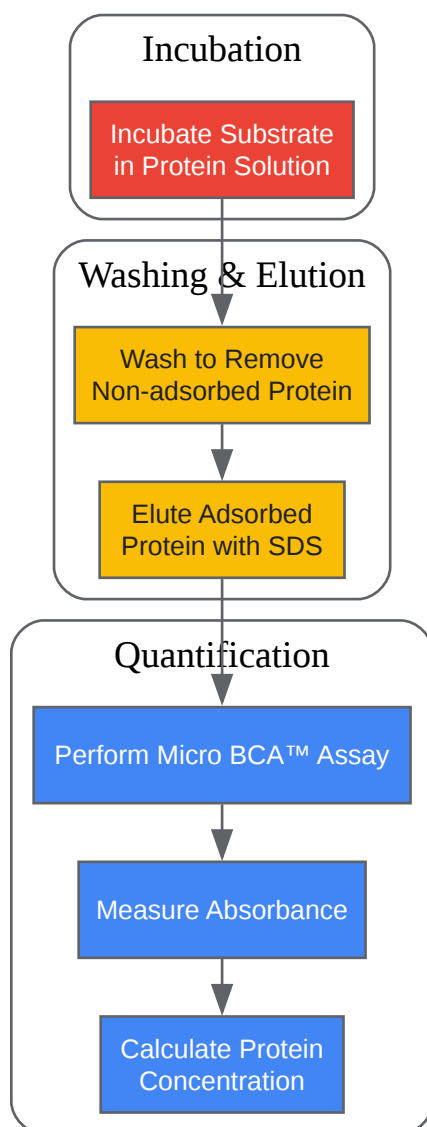 Incubation
Incubate Substrate
in Protein Solution
Washing & Elution
Wash to Remove
Non-adsorbed Protein
Elute Adsorbed
Protein with SDS
Quantification
Perform Micro BCA™ Assay
Measure Absorbance
Calculate Protein
Concentration